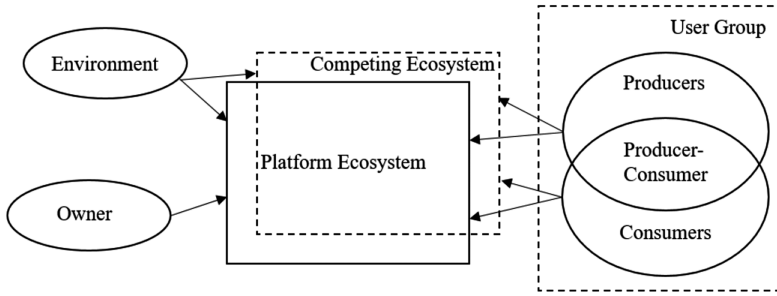 User Group
Environment
Competing Ecosystem
Producers
Platform Ecosystem
Producer-
Consumer
Owner
Consumers